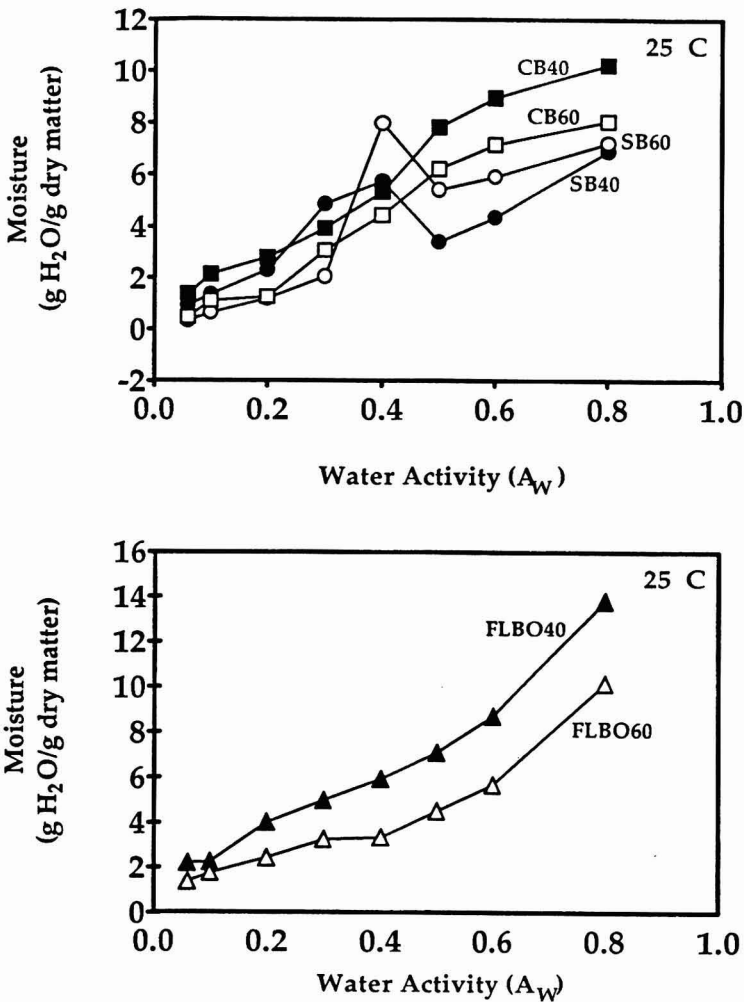 12
25 C
10
CB40
8
CB60
SB60
6
SB40
4
2
0
-2
0.0 0.2 0.4 0.6 0.8 1.0
Moisture
(g H₂O/g dry matter)
Water Activity (A_W)
16
25 C
14
FLBO40
12
10
FLBO60
8
6
4
2
0
0.0 0.2 0.4 0.6 0.8 1.0
Moisture
(g H₂O/g dry matter)
Water Activity (A_W)